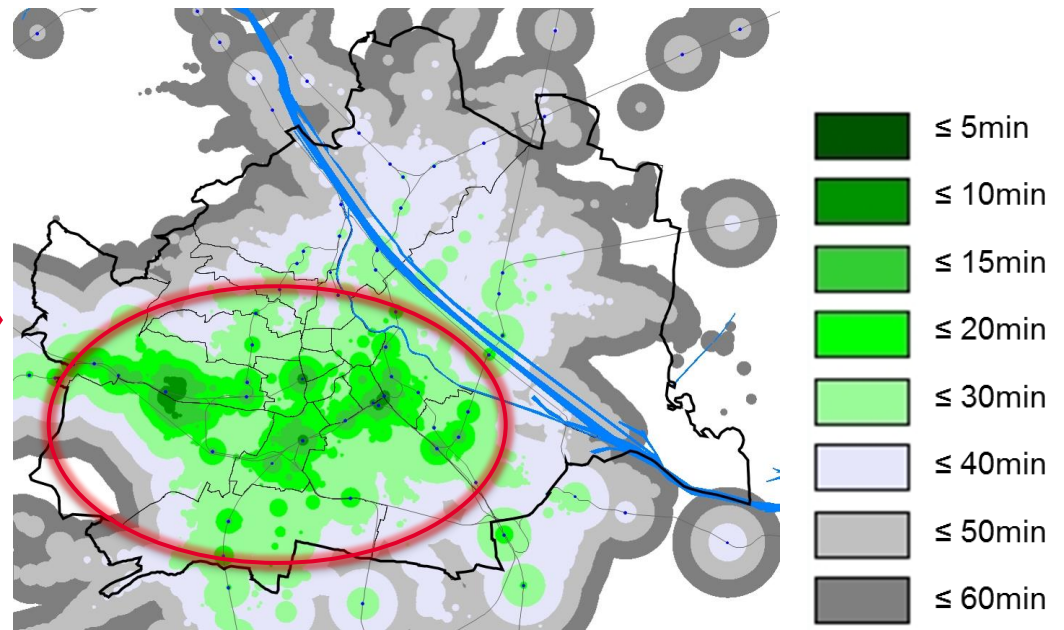 ≤ 5min
≤ 10min
≤ 15min
≤ 20min
≤ 30min
≤ 40min
≤ 50min
≤ 60min